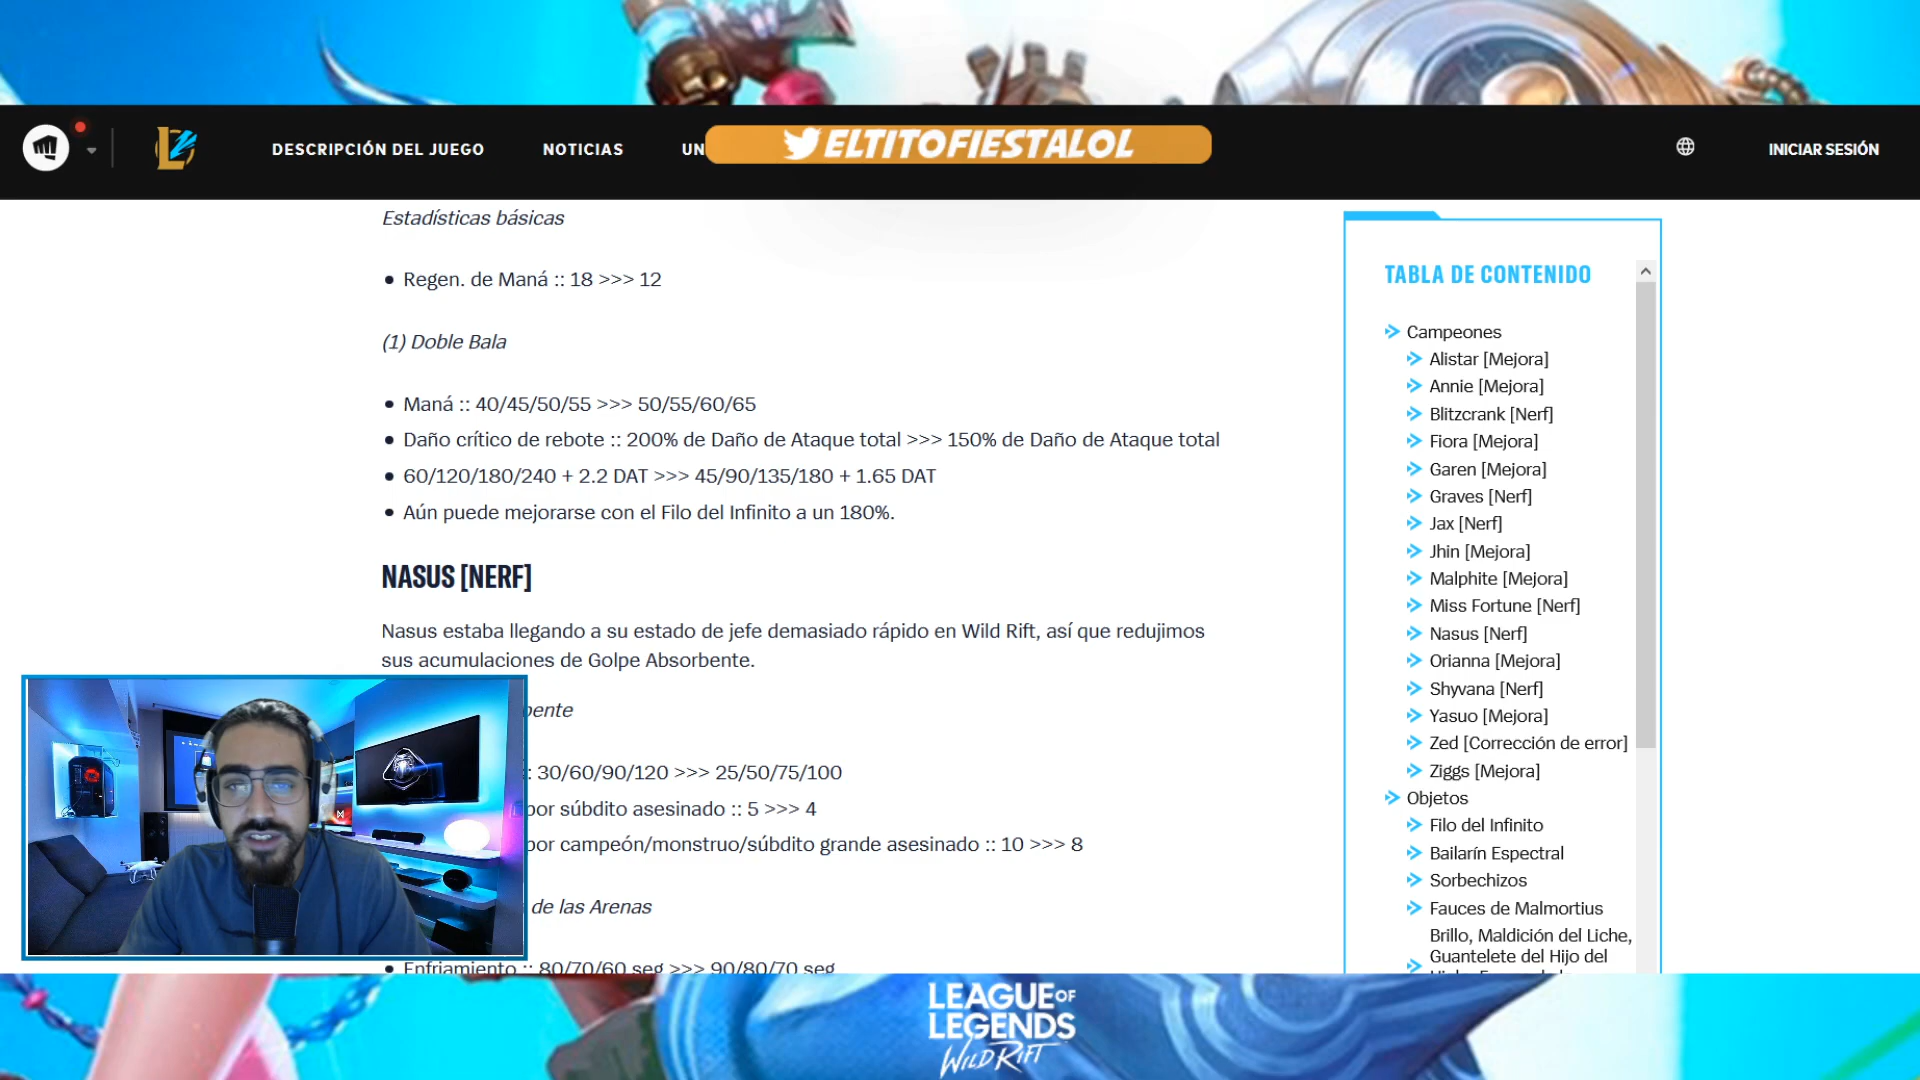 DESCRIPCIÓN DEL JUEGO
NOTICIAS
UN
ELTITOFIESTALOL
INICIAR SESIÓN
Estadísticas básicas
• Regen. de Maná :: 18 >>> 12
(1) Doble Bala
• Maná :: 40/45/50/55 >>> 50/55/60/65
• Daño crítico de rebote :: 200% de Daño de Ataque total >>> 150% de Daño de Ataque total
• 60/120/180/240 + 2.2 DAT >>> 45/90/135/180 + 1.65 DAT
• Aún puede mejorarse con el Filo del Infinito a un 180%.
NASUS [NERF]
Nasus estaba llegando a su estado de jefe demasiado rápido en Wild Rift, así que redujimos
sus acumulaciones de Golpe Absorbente.
bente
: 30/60/90/120 >>> 25/50/75/100
por súbdito asesinado :: 5 >>> 4
por campeón/monstruo/súbdito grande asesinado :: 10 >>> 8
de las Arenas
• Enfriamiento :: 80/70/60 seg >>> 90/80/70 seg
TABLA DE CONTENIDO
Campeones
Alistar [Mejora]
Annie [Mejora]
Blitzcrank [Nerf]
Fiora [Mejora]
Garen [Mejora]
Graves [Nerf]
Jax [Nerf]
Jhin [Mejora]
Malphite [Mejora]
Miss Fortune [Nerf]
Nasus [Nerf]
Orianna [Mejora]
Shyvana [Nerf]
Yasuo [Mejora]
Zed [Corrección de error]
Ziggs [Mejora]
Objetos
Filo del Infinito
Bailarín Espectral
Sorbechizos
Fauces de Malmortius
Brillo, Maldición del Liche,
Guantelete del Hijo del
LEAGUE OF
LEGENDS
WILD RIFT